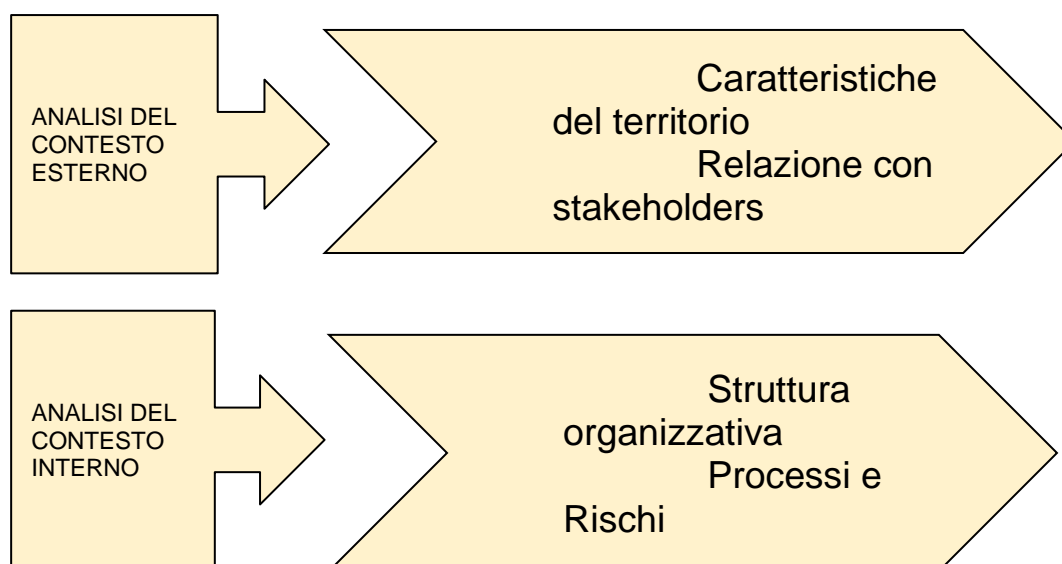 ANALISI DEL
CONTESTO
ESTERNO
Caratteristiche
del territorio
Relazione con
stakeholders
ANALISI DEL
CONTESTO
INTERNO
Struttura
organizzativa
Processi e
Rischi